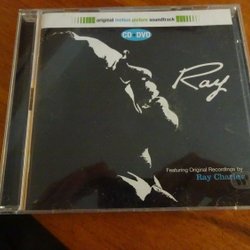 original motion picture soundtrack
CD+DVD
Ray
Featuring Original Recordings by
Ray Charles